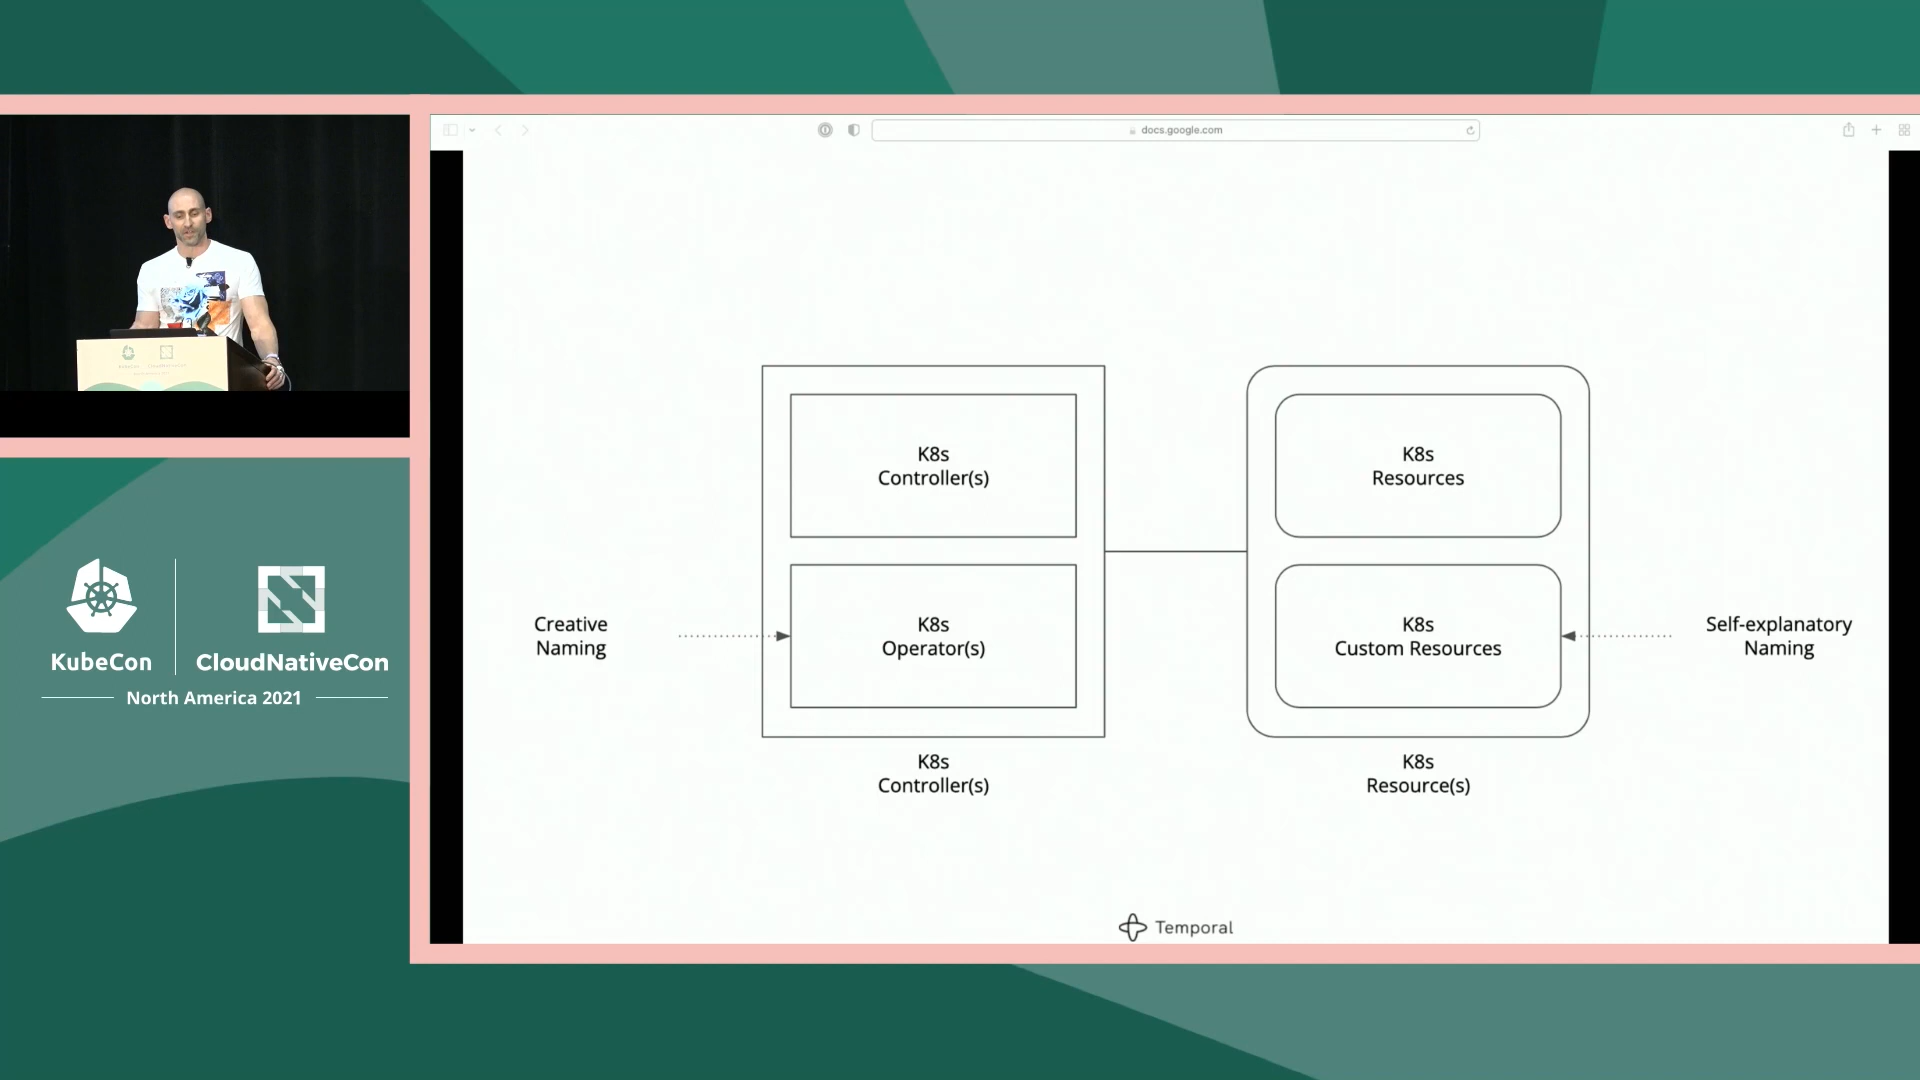 docs.google.com
K8s
Controller(s)
K8s
Resources
Creative
Naming
K8s
Operator(s)
K8s
Custom Resources
Self-explanatory
Naming
K8s
Controller(s)
K8s
Resource(s)
Temporal
KubeCon
CloudNativeCon
North America 2021